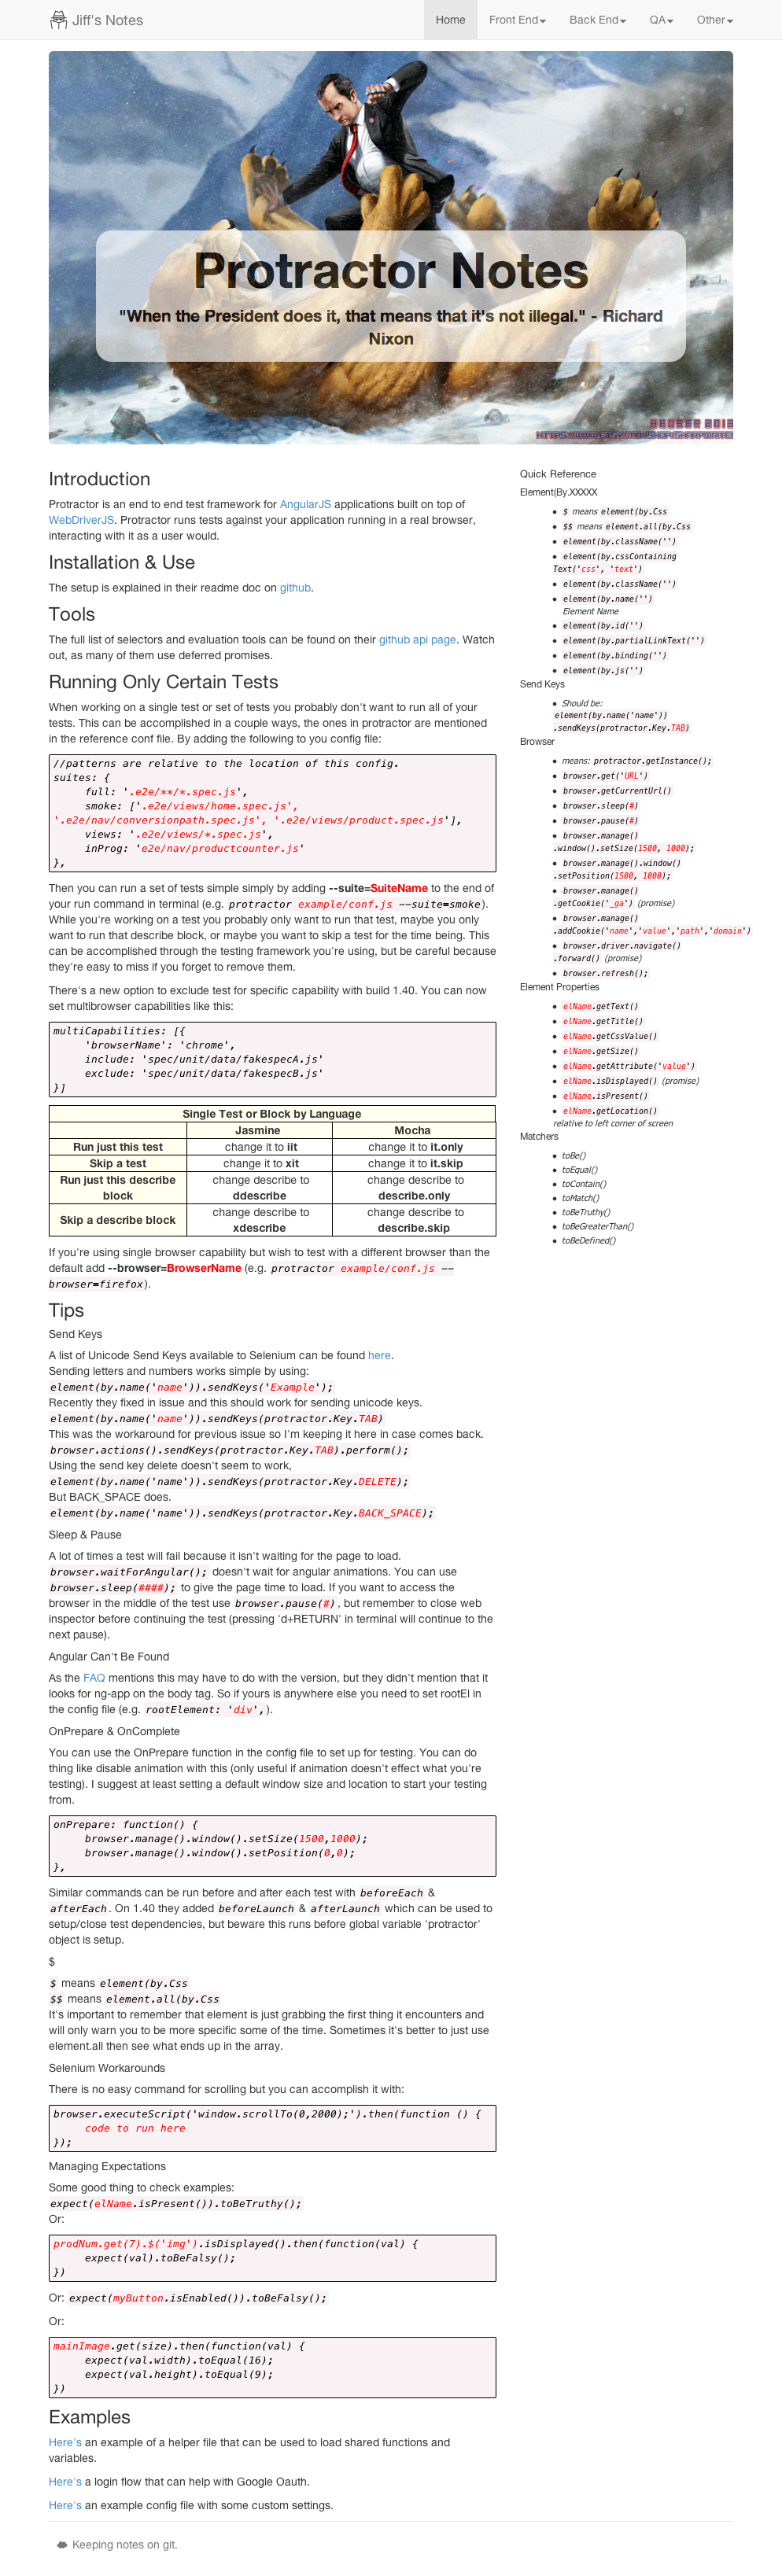 Jiff's Notes
Home Front End Back End QA Other
Protractor Notes
"When the President does it, that means that it's not illegal." - Richard
Nixon
HEUSER 2013
Introduction
Protractor is an end to end test framework for AngularJS applications built on top of
WebDriverJS. Protractor runs tests against your application running in a real browser,
interacting with it as a user would.
Installation & Use
The setup is explained in their readme doc on github.
Tools
The full list of selectors and evaluation tools can be found on their github api page. Watch
out, as many of them use deferred promises.
Running Only Certain Tests
When working on a single test or set of tests you probably don't want to run all of your
tests. This can be accomplished in a couple ways, the ones in protractor are mentioned
in the reference conf file. By adding the following to you config file:
//patterns are relative to the location of this config.
suites: {
full: '.e2e/**/*.spec.js',
smoke: ['.e2e/views/home.spec.js',
'.e2e/nav/conversionpath.spec.js', '.e2e/views/product.spec.js'],
views: '.e2e/views/*.spec.js',
inProg: 'e2e/nav/productcounter.js'
},
Then you can run a set of tests simple simply by adding --suite=SuiteName to the end of
your run command in terminal (e.g. protractor example/conf.js --suite=smoke).
While you're working on a test you probably only want to run that test, maybe you only
want to run that describe block, or maybe you want to skip a test for the time being. This
can be accomplished through the testing framework you're using, but be careful because
they're easy to miss if you forget to remove them.
There's a new option to exclude test for specific capability with build 1.40. You can now
set multibrowser capabilities like this:
multiCapabilities: [{
'browserName': 'chrome',
include: 'spec/unit/data/fakespecA.js'
exclude: 'spec/unit/data/fakespecB.js'
}]
Single Test or Block by Language
Jasmine Mocha
Run just this test change it to iit change it to it.only
Skip a test change it to xit change it to it.skip
Run just this describe block change describe to ddescribe change describe to describe.only
Skip a describe block change describe to xdescribe change describe to describe.skip
If you're using single browser capability but wish to test with a different browser than the
default add --browser=BrowserName (e.g. protractor example/conf.js --
browser=firefox).
Tips
Send Keys
A list of Unicode Send Keys available to Selenium can be found here.
Sending letters and numbers works simple by using:
element(by.name('name')).sendKeys('Example');
Recently they fixed in issue and this should work for sending unicode keys.
element(by.name('name')).sendKeys(protractor.Key.TAB)
This was the workaround for previous issue so I'm keeping it here in case comes back.
browser.actions().sendKeys(protractor.Key.TAB).perform();
Using the send key delete doesn't seem to work,
element(by.name('name')).sendKeys(protractor.Key.DELETE);
But BACK_SPACE does.
element(by.name('name')).sendKeys(protractor.Key.BACK_SPACE);
Sleep & Pause
A lot of times a test will fail because it isn't waiting for the page to load.
browser.waitForAngular(); doesn't wait for angular animations. You can use
browser.sleep(####); to give the page time to load. If you want to access the
browser in the middle of the test use browser.pause(#), but remember to close web
inspector before continuing the test (pressing 'd+RETURN' in terminal will continue to the
next pause).
Angular Can't Be Found
As the FAQ mentions this may have to do with the version, but they didn't mention that it
looks for ng-app on the body tag. So if yours is anywhere else you need to set rootEl in
the config file (e.g. rootElement: 'div',).
OnPrepare & OnComplete
You can use the OnPrepare function in the config file to set up for testing. You can do
thing like disable animation with this (only useful if animation doesn't effect what you're
testing). I suggest at least setting a default window size and location to start your testing
from.
onPrepare: function() {
browser.manage().window().setSize(1500,1000);
browser.manage().window().setPosition(0,0);
},
Similar commands can be run before and after each test with beforeEach &
afterEach. On 1.40 they added beforeLaunch & afterLaunch which can be used to
setup/close test dependencies, but beware this runs before global variable 'protractor'
object is setup.
$
$ means element(by.Css
$$ means element.all(by.Css
It's important to remember that element is just grabbing the first thing it encounters and
will only warn you to be more specific some of the time. Sometimes it's better to just use
element.all then see what ends up in the array.
Selenium Workarounds
There is no easy command for scrolling but you can accomplish it with:
browser.executeScript('window.scrollTo(0,2000);').then(function () {
code to run here
});
Managing Expectations
Some good thing to check examples:
expect(elName.isPresent()).toBeTruthy();
Or:
prodNum.get(7).$('img').isDisplayed().then(function(val) {
expect(val).toBeFalsy();
})
Or: expect(myButton.isEnabled()).toBeFalsy();
Or:
mainImage.get(size).then(function(val) {
expect(val.width).toEqual(16);
expect(val.height).toEqual(9);
})
Examples
Here's an example of a helper file that can be used to load shared functions and
variables.
Here's a login flow that can help with Google Oauth.
Here's an example config file with some custom settings.
Quick Reference
Element(By.XXXXX
$ means element(by.Css
$$ means element.all(by.Css
element(by.className('')
element(by.cssContaining
Text('css', 'text')
element(by.className('')
element(by.name('')
Element Name
element(by.id('')
element(by.partialLinkText('')
element(by.binding('')
element(by.js('')
Send Keys
Should be:
element(by.name('name'))
.sendKeys(protractor.Key.TAB)
Browser
means: protractor.getInstance();
browser.get('URL')
browser.getCurrentUrl()
browser.sleep(#)
browser.pause(#)
browser.manage()
.window().setSize(1500, 1000);
browser.manage().window()
.setPosition(1500, 1000);
browser.manage()
.getCookie('_ga') (promise)
browser.manage()
.addCookie('name','value','path','domain')
browser.driver.navigate()
.forward() (promise)
browser.refresh();
Element Properties
elName.getText()
elName.getTitle()
elName.getCssValue()
elName.getSize()
elName.getAttribute('value')
elName.isDisplayed() (promise)
elName.isPresent()
elName.getLocation()
relative to left corner of screen
Matchers
toBe()
toEqual()
toContain()
toMatch()
toBeTruthy()
toBeGreaterThan()
toBeDefined()
Keeping notes on git.